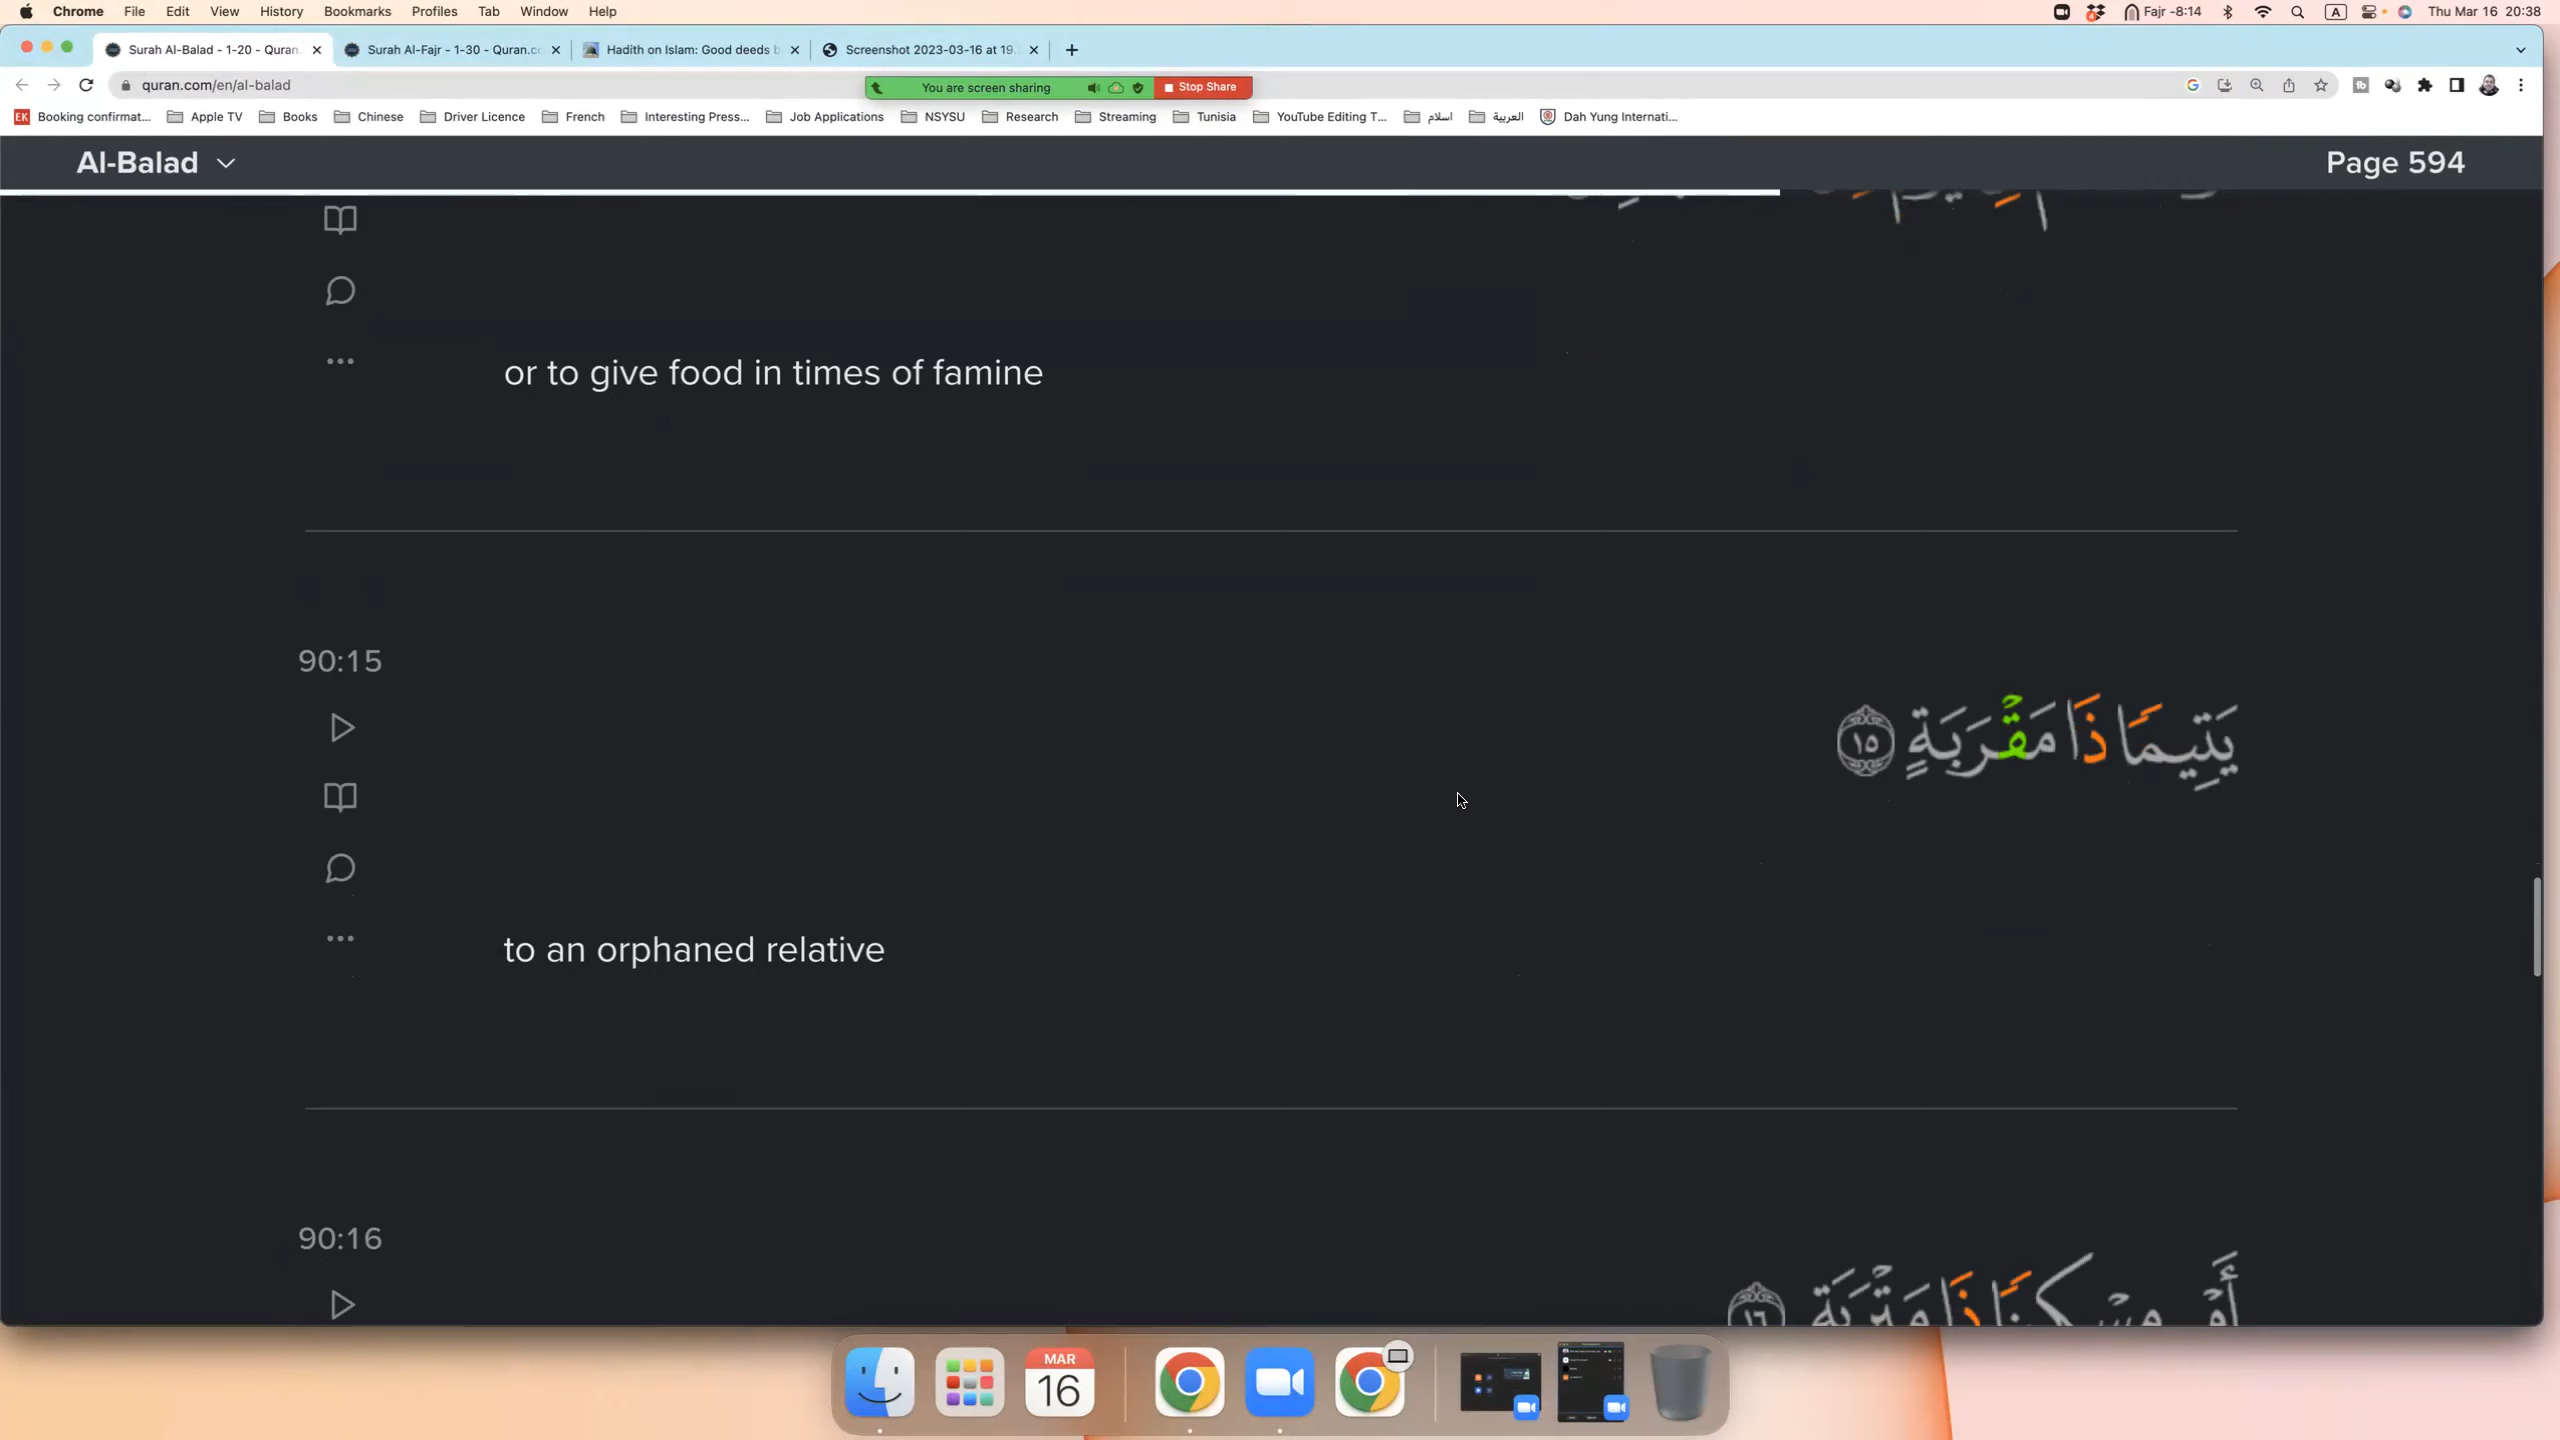 Chrome File Edit View History Bookmarks Profiles Tab Window Help Fajr -8:14 A Thu Mar 16 20:38
Surah Al-Balad - 1-20 - Quran. Surah Al-Fajr - 1-30 - Quran.c Hadith on Islam: Good deeds b Screenshot 2023-03-16 at 19.
quran.com/en/al-balad You are screen sharing Stop Share
EK Booking confirmat... Apple TV Books Chinese Driver Licence French Interesting Press... Job Applications NSYSU Research Streaming Tunisia YouTube Editing T... اسلام العربية Dah Yung Internati...
Al-Balad Page 594
or to give food in times of famine
90:15
يَتِيمًا ذَا مَقْرَبَةٍ ١٥
to an orphaned relative
90:16
أَوْ مِسْكِينًا ذَا مَتْرَبَةٍ ١٦
MAR
16